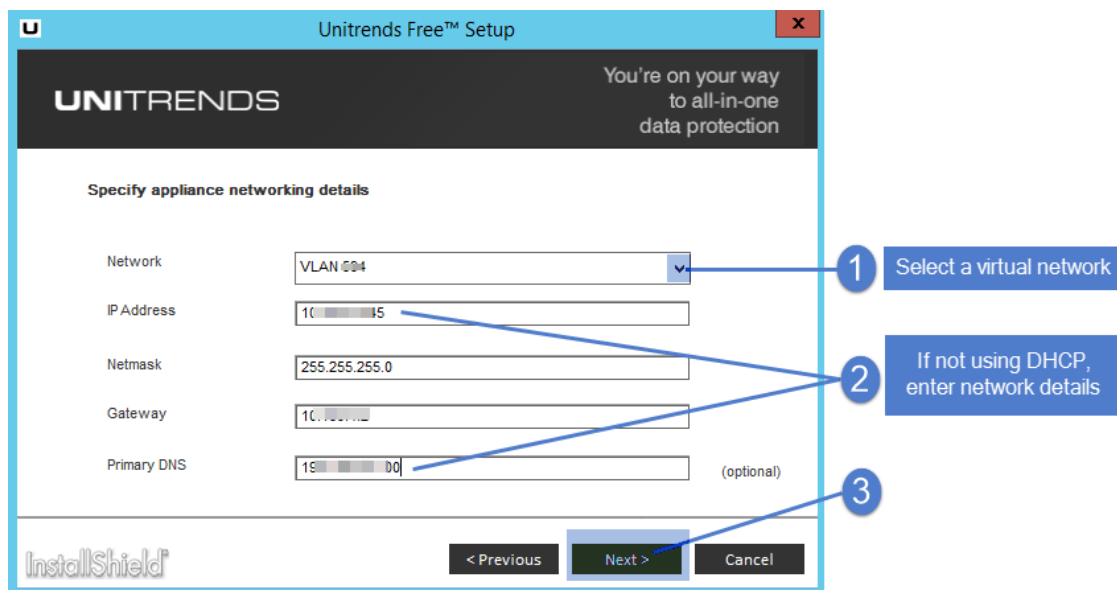 U
Unitrends Free™ Setup
x
UNITRENDS
You're on your way
to all-in-one
data protection
Specify appliance networking details
Network
VLAN
1
Select a virtual network
IP Address
Netmask
255.255.255.0
2
If not using DHCP,
enter network details
Gateway
Primary DNS
(optional)
3
InstallShield®
< Previous
Next >
Cancel